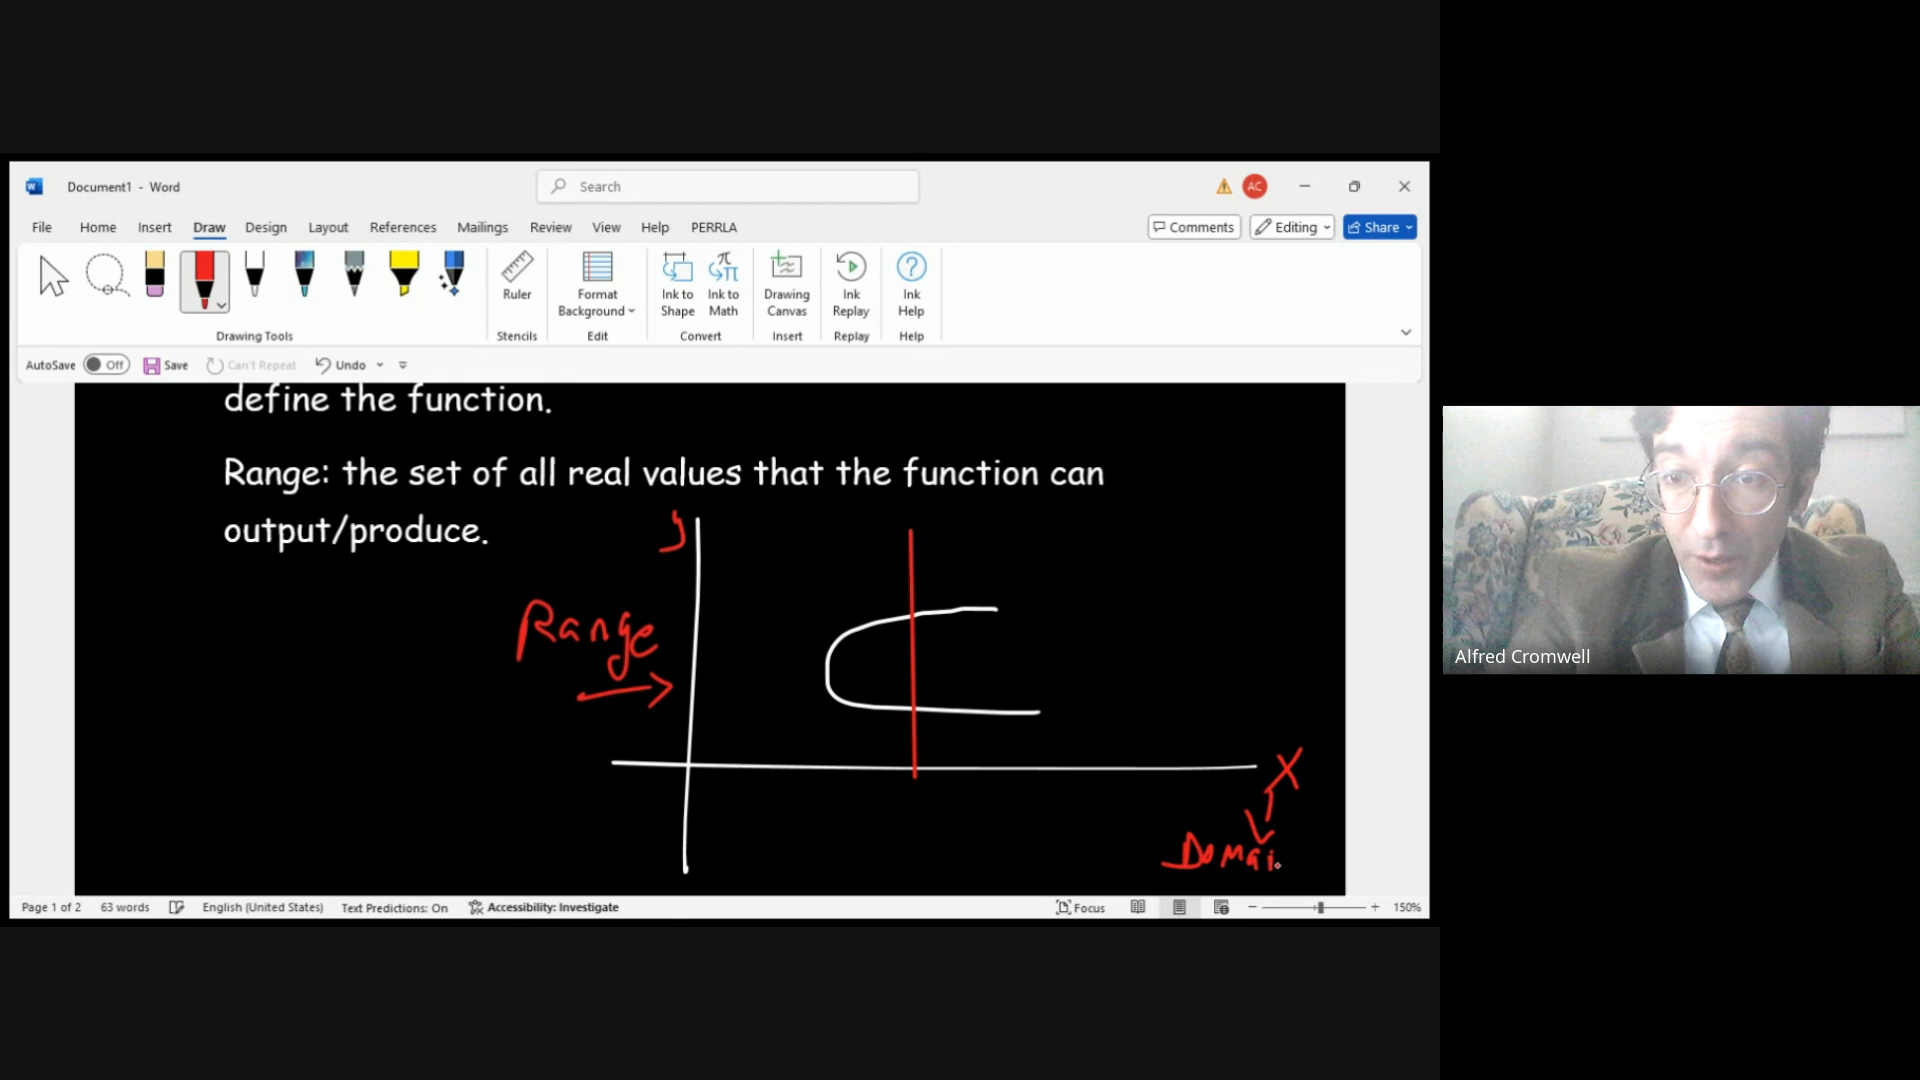 Document1 - Word
Search
AC
File Home Insert Draw Design Layout References Mailings Review View Help PERRLA
Comments Editing Share
Ruler
Format Background
Ink to Shape
Ink to Math
Drawing Canvas
Ink Replay
Ink Help
Drawing Tools Stencils Edit Convert Insert Replay Help
AutoSave Off Save Can't Repeat Undo
define the function.
Range: the set of all real values that the function can
output/produce.
y
Range
X
Domai
Alfred Cromwell
Page 1 of 2 63 words English (United States) Text Predictions: On Accessibility: Investigate Focus 150%